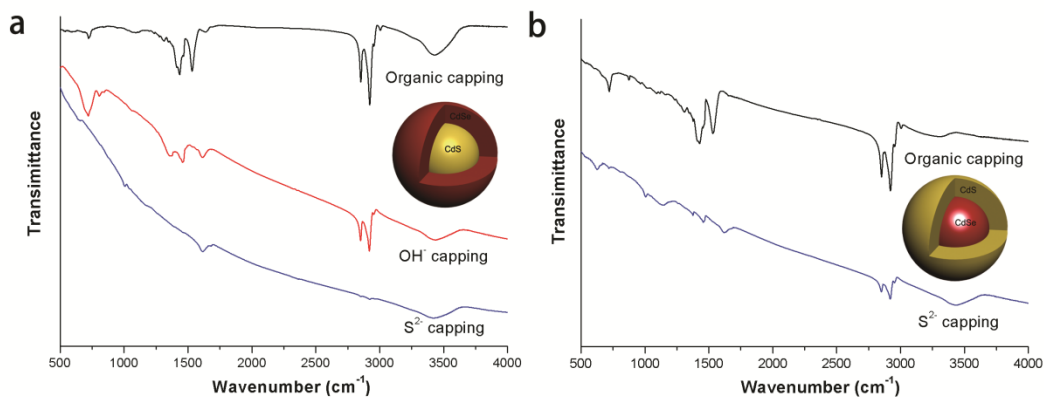 a
Transimittance
Organic capping
CdSe
CdS
OH- capping
S2- capping
500 1000 1500 2000 2500 3000 3500 4000
Wavenumber (cm-1)
b
Transimittance
Organic capping
CdS
CdSe
S2- capping
500 1000 1500 2000 2500 3000 3500 4000
Wavenumber (cm-1)